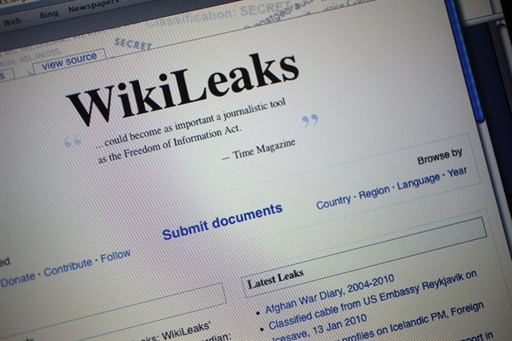 Web Bing Newspapers
Classification: SECRET
SECRET
view source
WikiLeaks
“ ... could become as important a journalistic tool
as the Freedom of Information Act. ”
— Time Magazine
Browse by
Country · Region · Language · Year
Submit documents
Donate · Contribute · Follow
Latest Leaks
• Afghan War Diary, 2004-2010
• Classified cable from US Embassy Reykjavik on
Icesave, 13 Jan 2010
profiles on Icelandic PM, Foreign
: WikiLeaks'